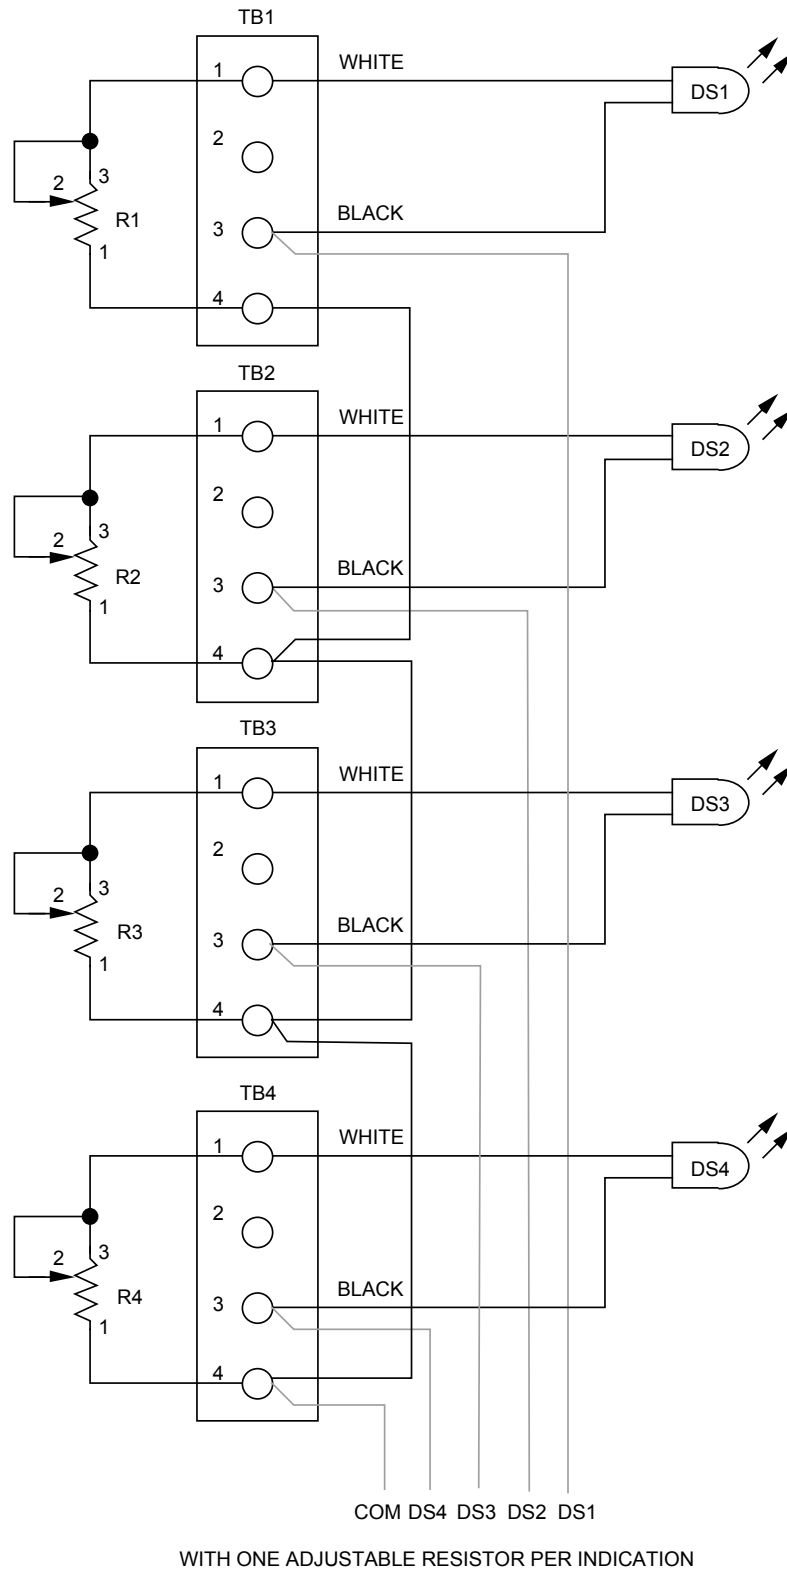 TB1
1
WHITE
DS1
2
3
2
R1
1
3
BLACK
4
TB2
1
WHITE
DS2
2
3
2
R2
1
3
BLACK
4
TB3
1
WHITE
DS3
2
3
2
R3
1
3
BLACK
4
TB4
1
WHITE
DS4
2
3
2
R4
1
3
BLACK
4
COM DS4 DS3 DS2 DS1
WITH ONE ADJUSTABLE RESISTOR PER INDICATION